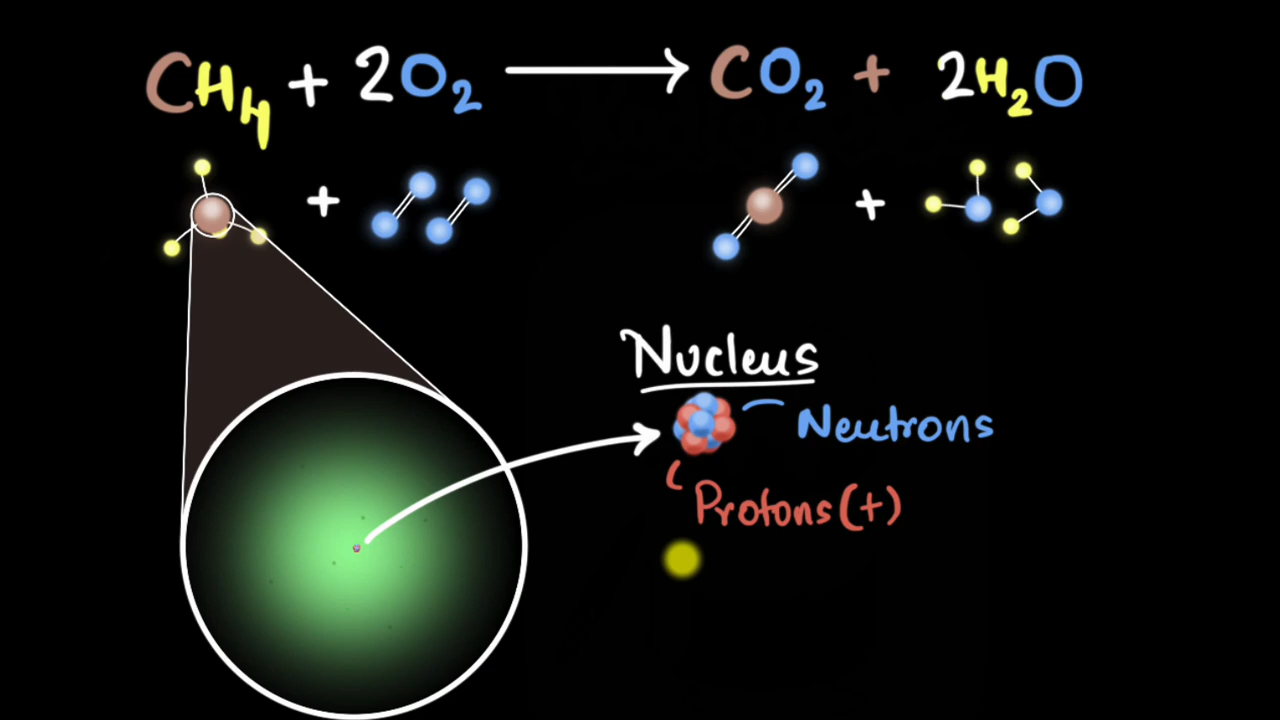 CH₄ + 2O₂ ⟶ CO₂ + 2H₂O
+ +
Nucleus
Neutrons
Protons (+)